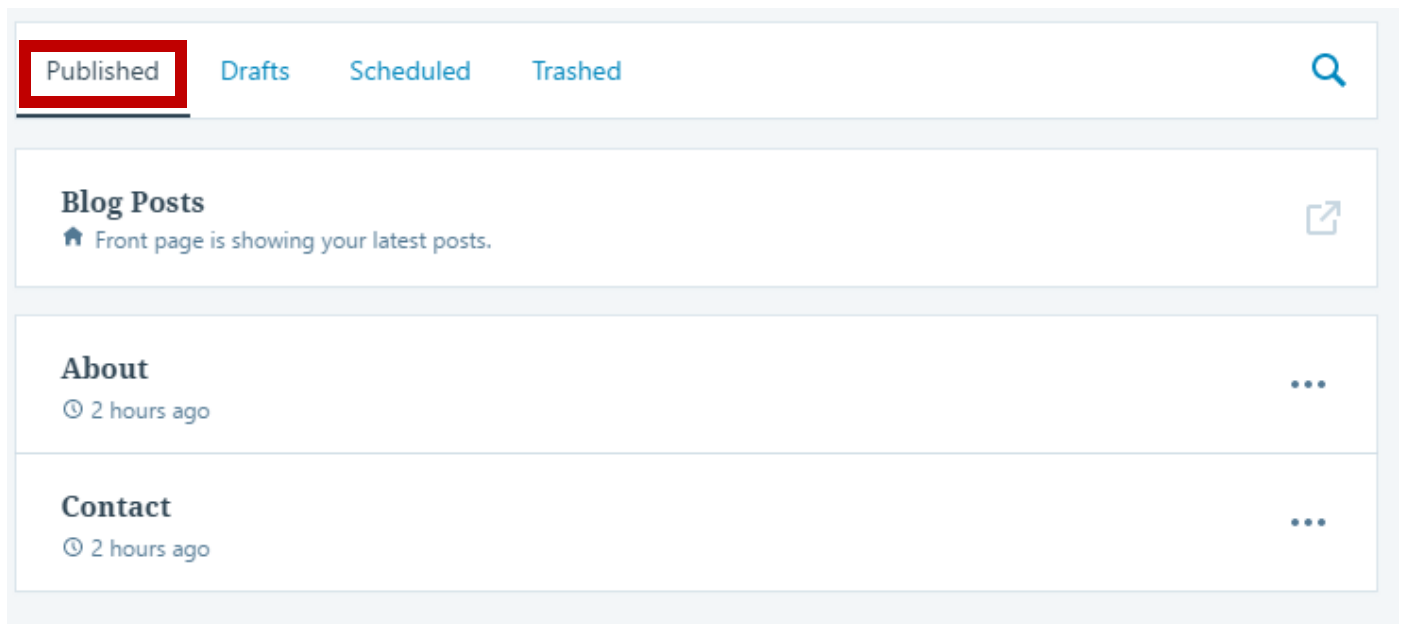 Published Drafts Scheduled Trashed
Blog Posts
Front page is showing your latest posts.
About
2 hours ago
Contact
2 hours ago